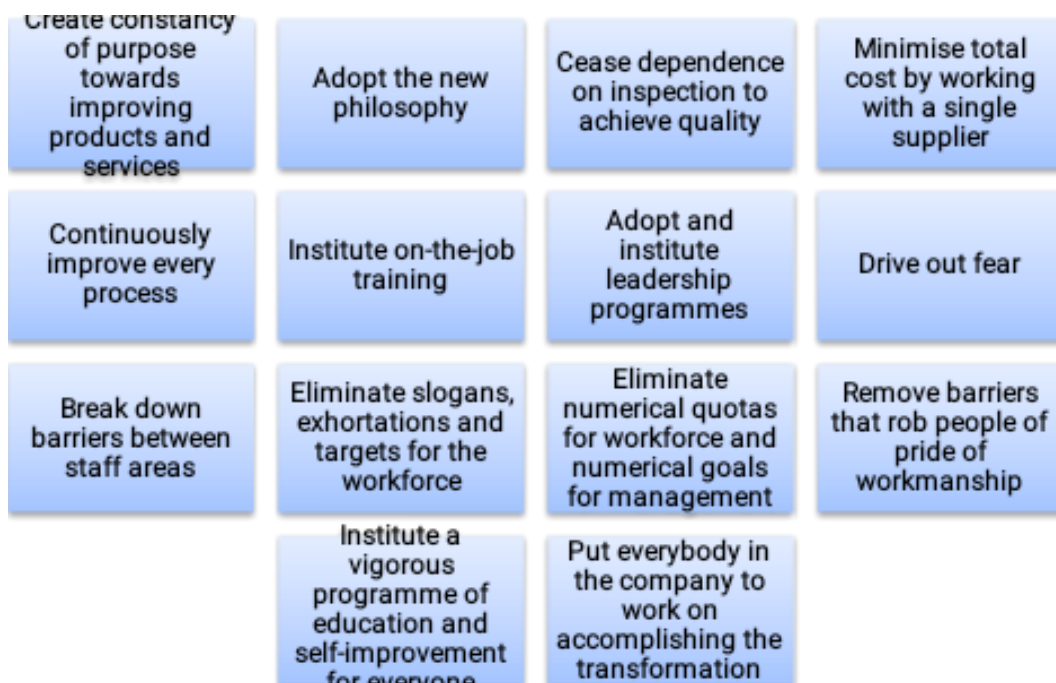 Create constancy
of purpose
towards
improving
products and
services
Adopt the new
philosophy
Cease dependence
on inspection to
achieve quality
Minimise total
cost by working
with a single
supplier
Continuously
improve every
process
Institute on-the-job
training
Adopt and
institute
leadership
programmes
Drive out fear
Break down
barriers between
staff areas
Eliminate slogans,
exhortations and
targets for the
workforce
Eliminate
numerical quotas
for workforce and
numerical goals
for management
Remove barriers
that rob people of
pride of
workmanship
Institute a
vigorous
programme of
education and
self-improvement
for everyone
Put everybody in
the company to
work on
accomplishing the
transformation